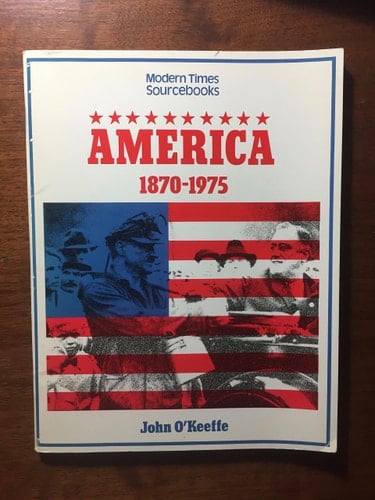 Modern Times
Sourcebooks
AMERICA
1870-1975
John O'Keeffe